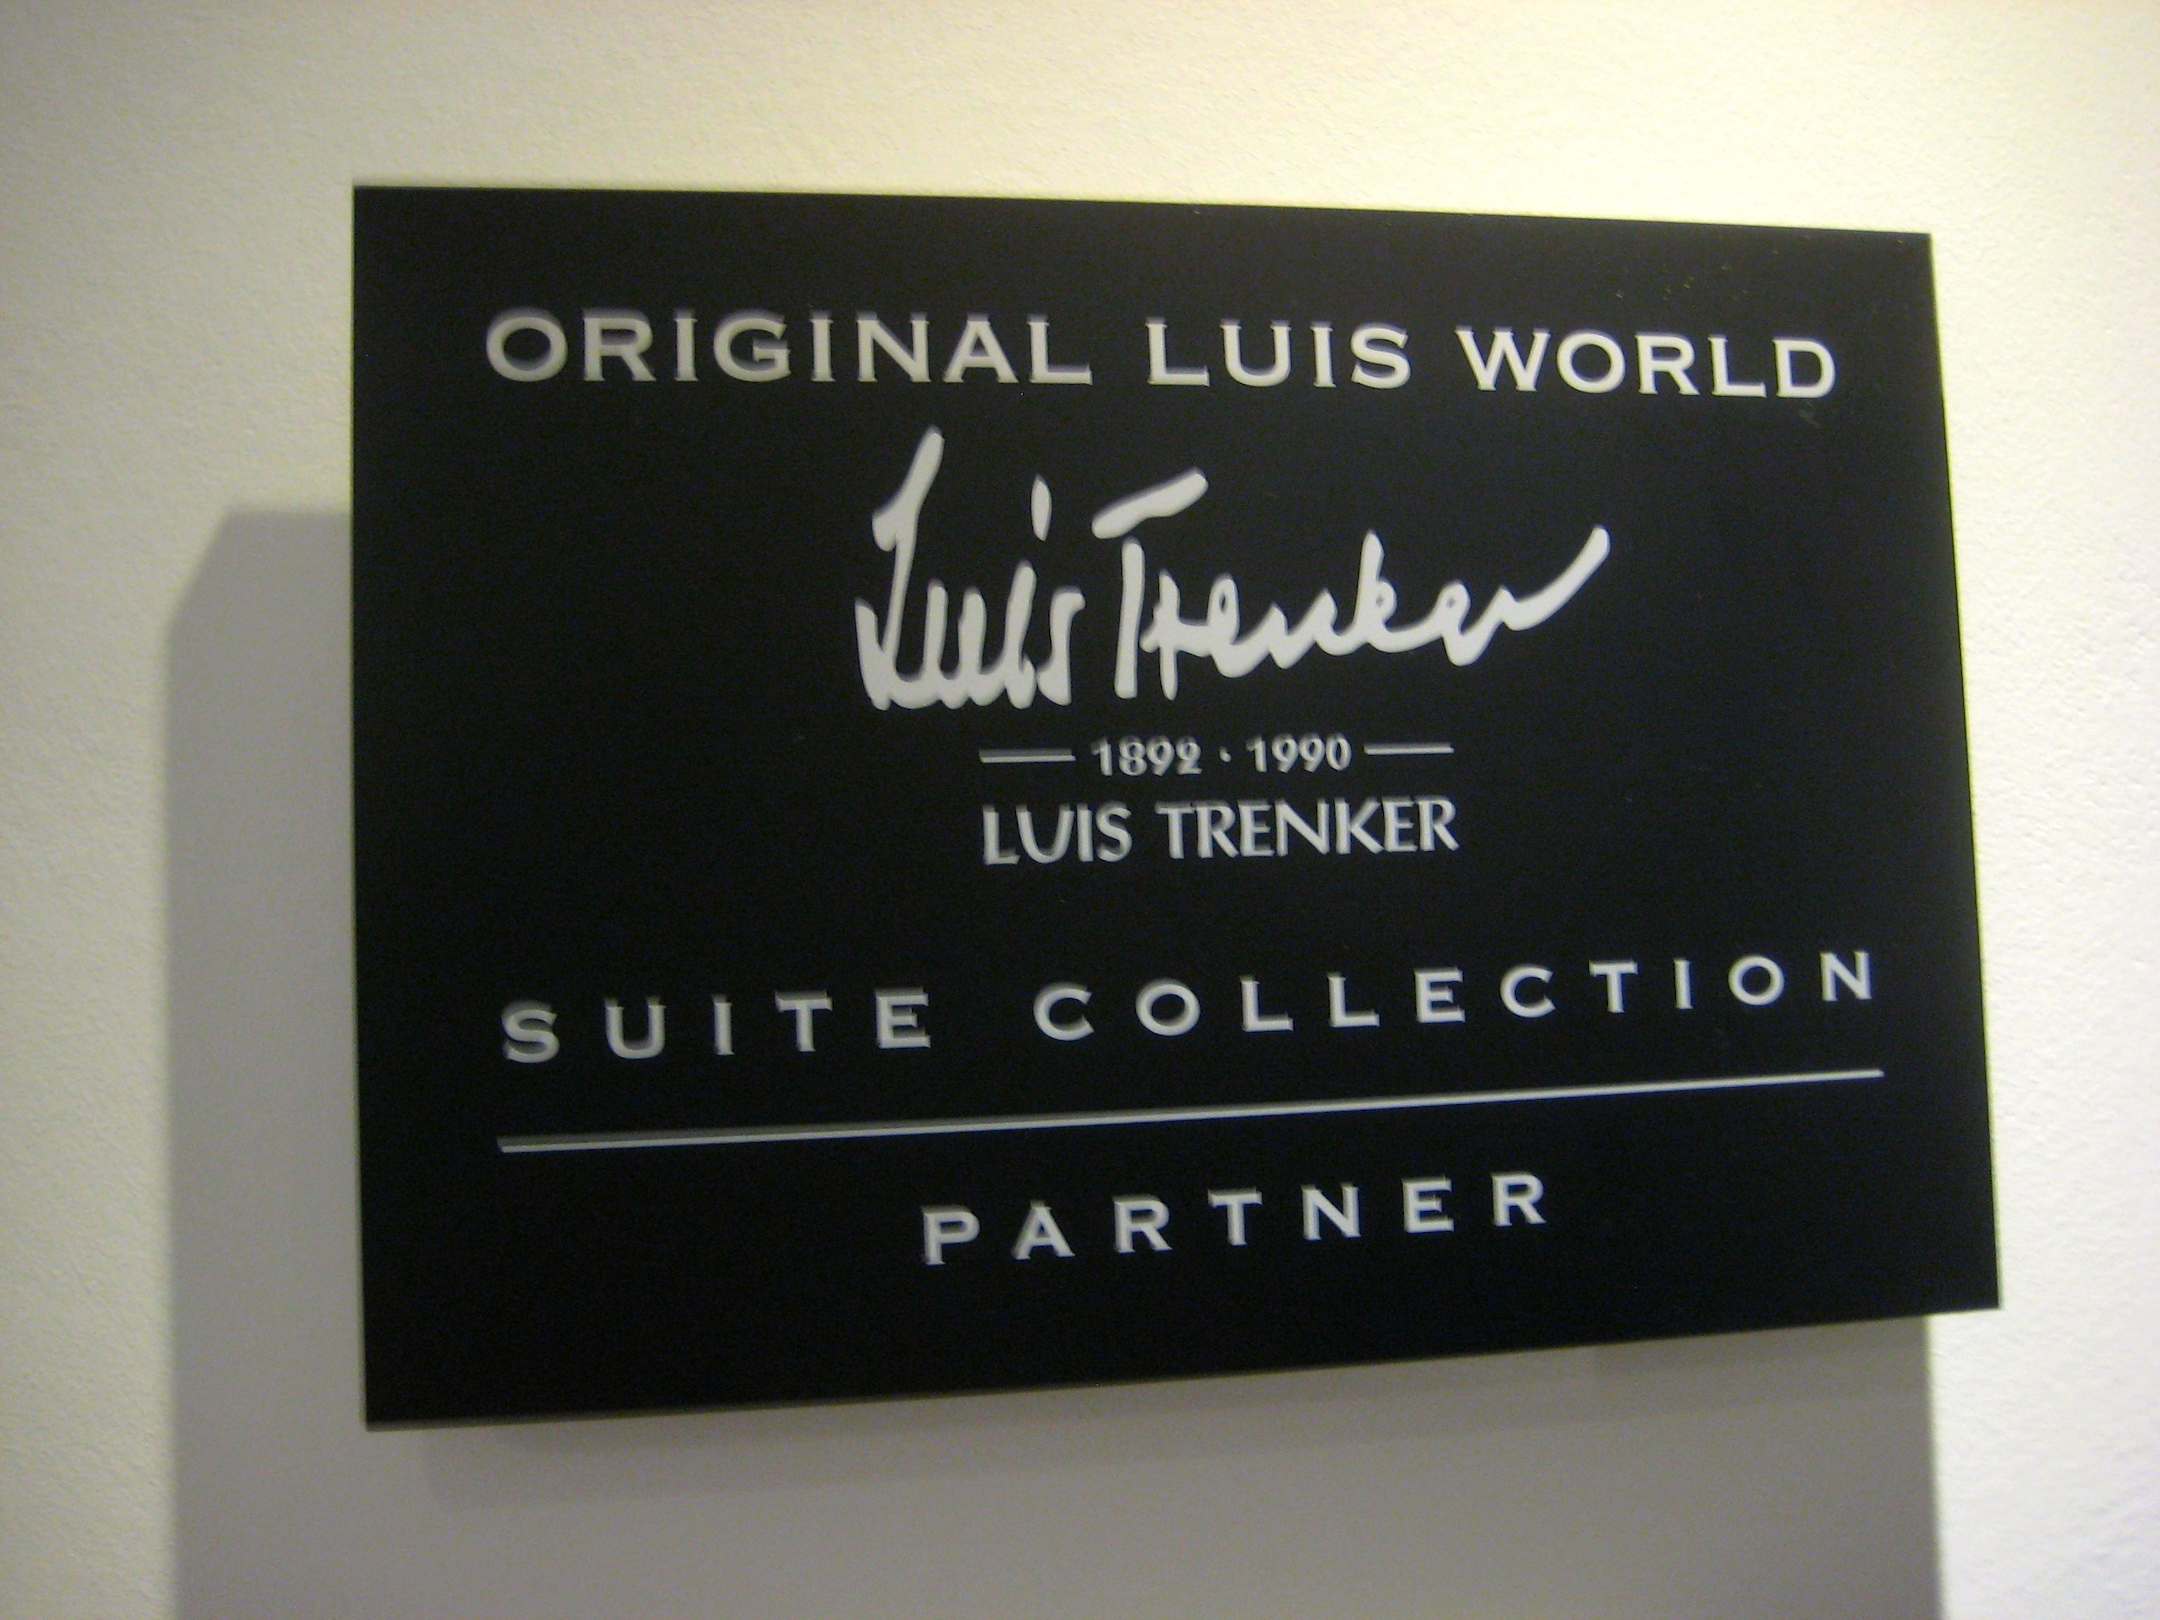 ORIGINAL LUIS WORLD
Luis Trenker
1892 · 1990
LUIS TRENKER
SUITE COLLECTION
PARTNER